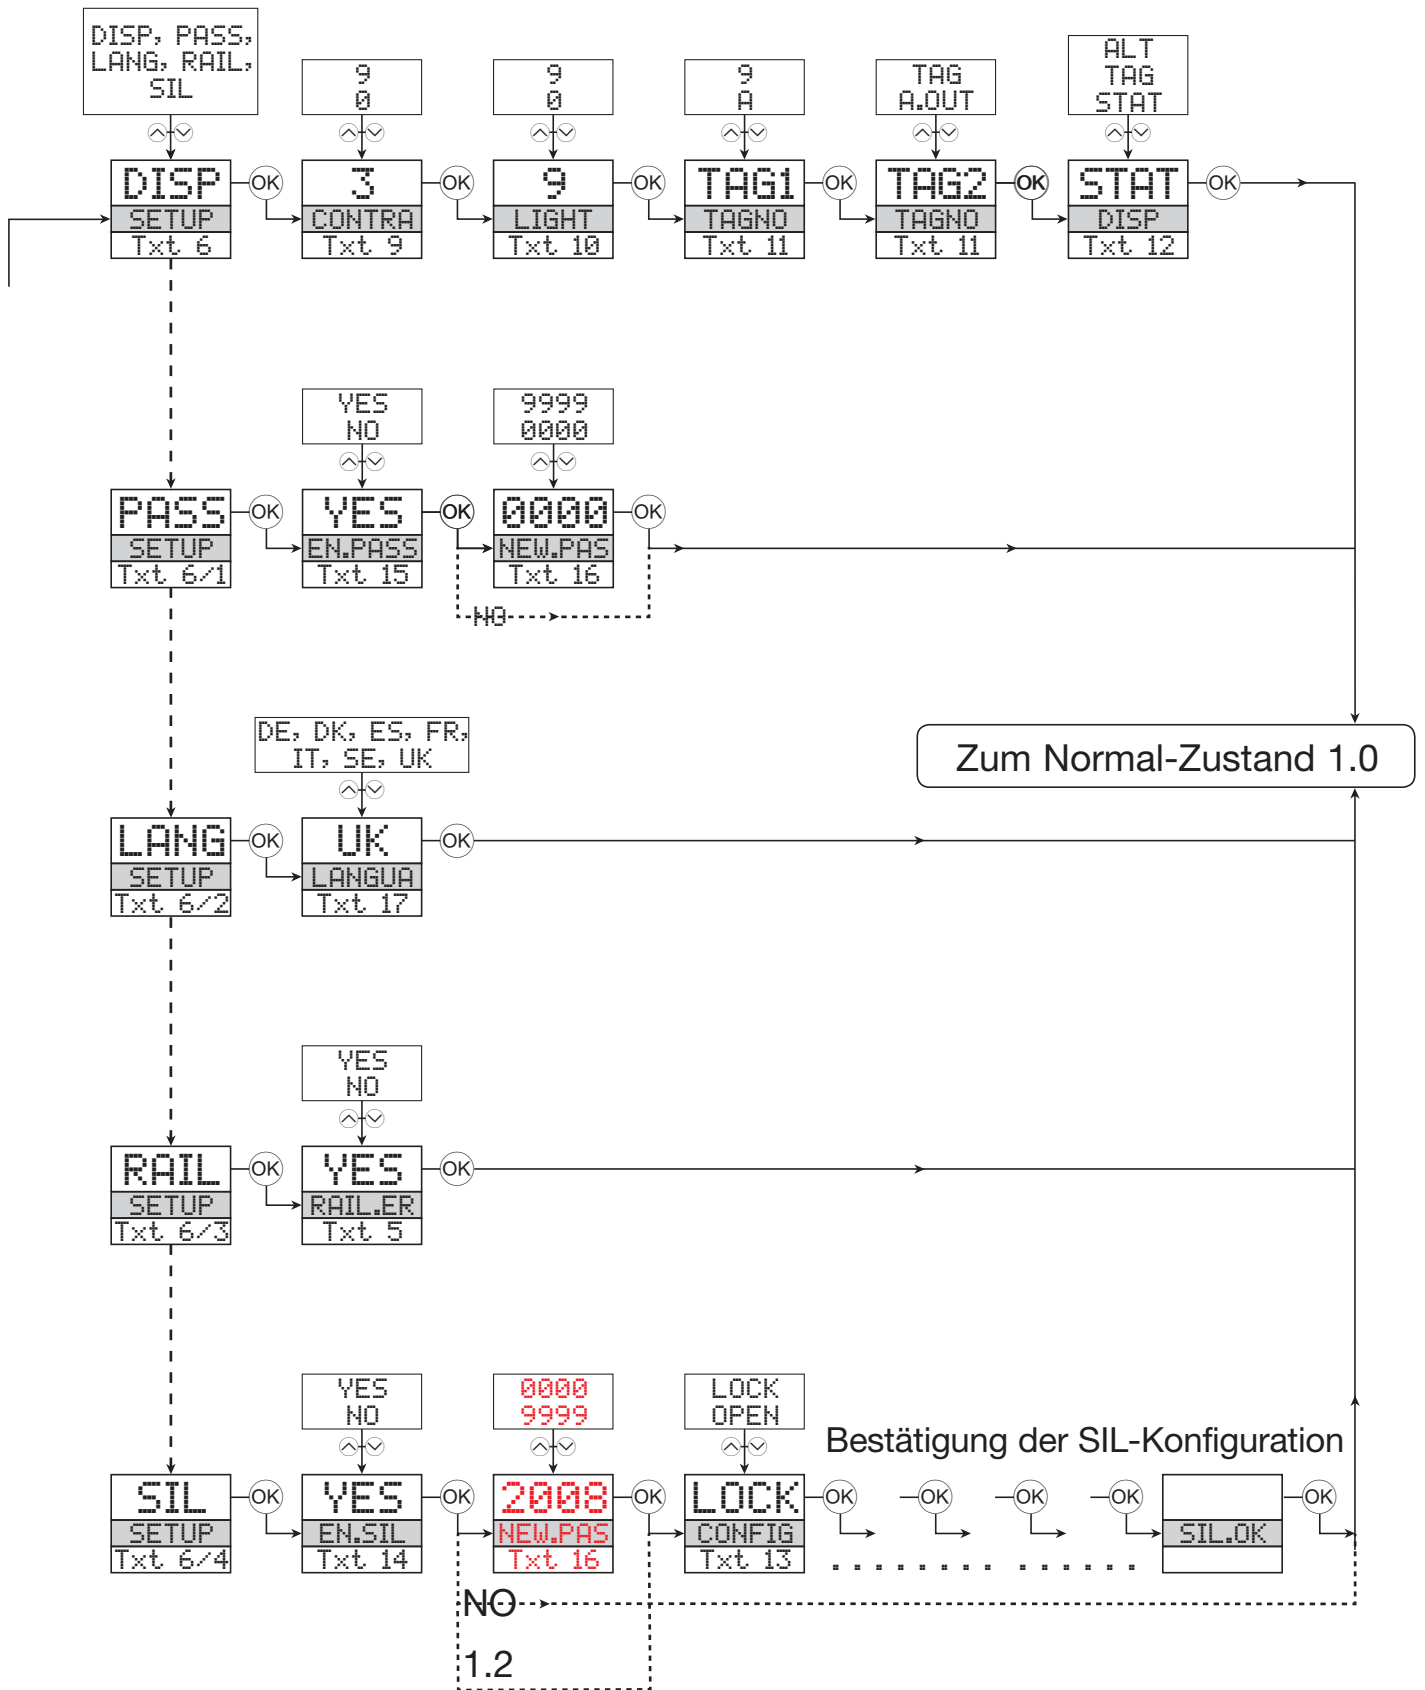 DISP, PASS,
LANG, RAIL,
SIL
9
0
9
0
9
A
TAG
A.OUT
ALT
TAG
STAT
DISP
OK
3
OK
9
OK
TAG1
OK
TAG2
OK
STAT
OK
SETUP
CONTRA
LIGHT
TAGNO
TAGNO
DISP
Txt 6
Txt 9
Txt 10
Txt 11
Txt 11
Txt 12
YES
NO
9999
0000
PASS
OK
YES
OK
0000
OK
SETUP
EN.PASS
NEW.PAS
Txt 6/1
Txt 15
Txt 16
NO
DE, DK, ES, FR,
IT, SE, UK
Zum Normal-Zustand 1.0
LANG
OK
UK
OK
SETUP
LANGUA
Txt 6/2
Txt 17
YES
NO
RAIL
OK
YES
OK
SETUP
RAIL.ER
Txt 6/3
Txt 5
YES
NO
0000
9999
LOCK
OPEN
Bestätigung der SIL-Konfiguration
SIL
OK
YES
OK
2008
OK
LOCK
OK
OK
OK
OK
OK
SETUP
EN.SIL
NEW.PAS
CONFIG
SIL.OK
Txt 6/4
Txt 14
Txt 16
Txt 13
NO
1.2